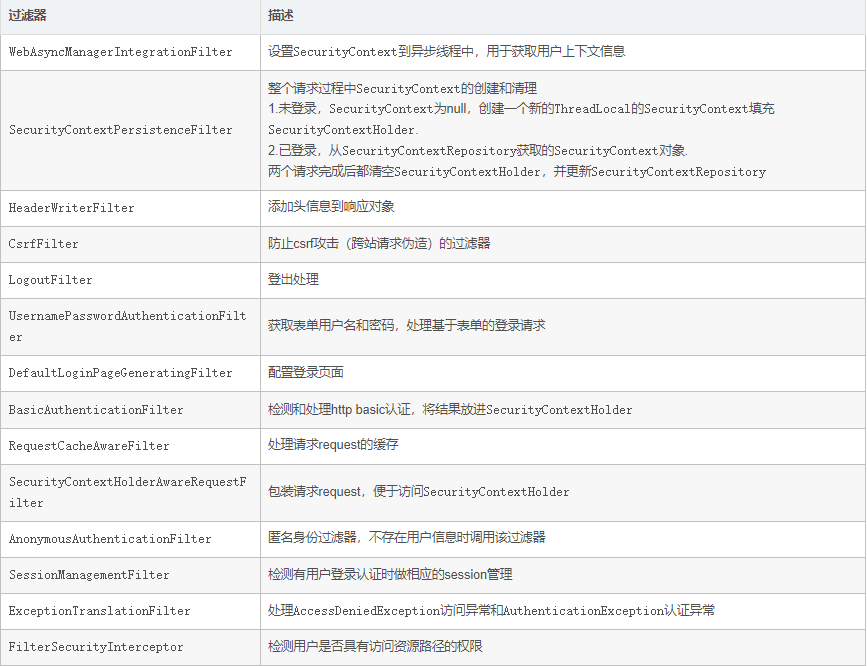 过滤器 描述
WebAsyncManagerIntegrationFilter 设置SecurityContext到异步线程中，用于获取用户上下文信息
SecurityContextPersistenceFilter
整个请求过程中SecurityContext的创建和清理
1.未登录，SecurityContext为null，创建一个新的ThreadLocal的SecurityContext填充
SecurityContextHolder.
2.已登录，从SecurityContextRepository获取的SecurityContext对象.
两个请求完成后都清空SecurityContextHolder，并更新SecurityContextRepository
HeaderWriterFilter 添加头信息到响应对象
CsrfFilter 防止csrf攻击（跨站请求伪造）的过滤器
LogoutFilter 登出处理
UsernamePasswordAuthenticationFilt
er
获取表单用户名和密码，处理基于表单的登录请求
DefaultLoginPageGeneratingFilter 配置登录页面
BasicAuthenticationFilter 检测和处理http basic认证，将结果放进SecurityContextHolder
RequestCacheAwareFilter 处理请求request的缓存
SecurityContextHolderAwareRequestF
ilter
包装请求request，便于访问SecurityContextHolder
AnonymousAuthenticationFilter 匿名身份过滤器，不存在用户信息时调用该过滤器
SessionManagementFilter 检测有用户登录认证时做相应的session管理
ExceptionTranslationFilter 处理AccessDeniedException访问异常和AuthenticationException认证异常
FilterSecurityInterceptor 检测用户是否具有访问资源路径的权限